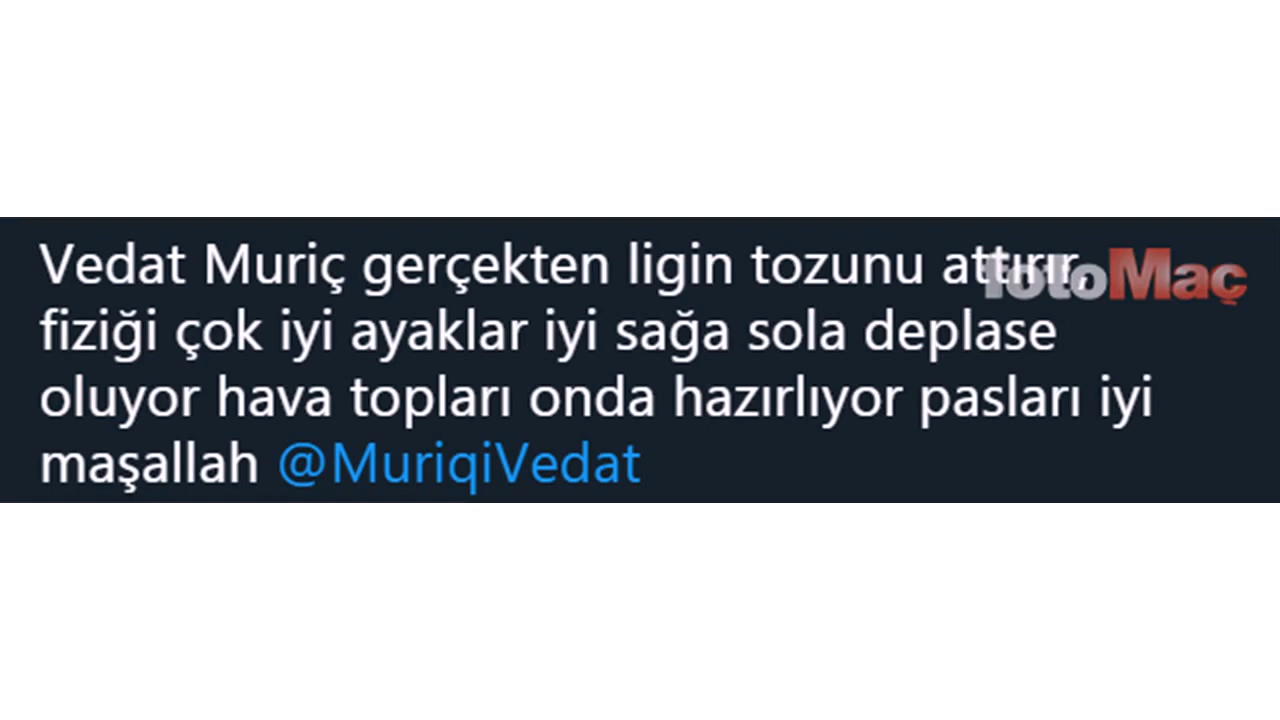 Vedat Muriç gerçekten ligin tozunu attırır,
fotoMaç
fiziği çok iyi ayaklar iyi sağa sola deplase
oluyor hava topları onda hazırlıyor pasları iyi
maşallah @MuriqiVedat